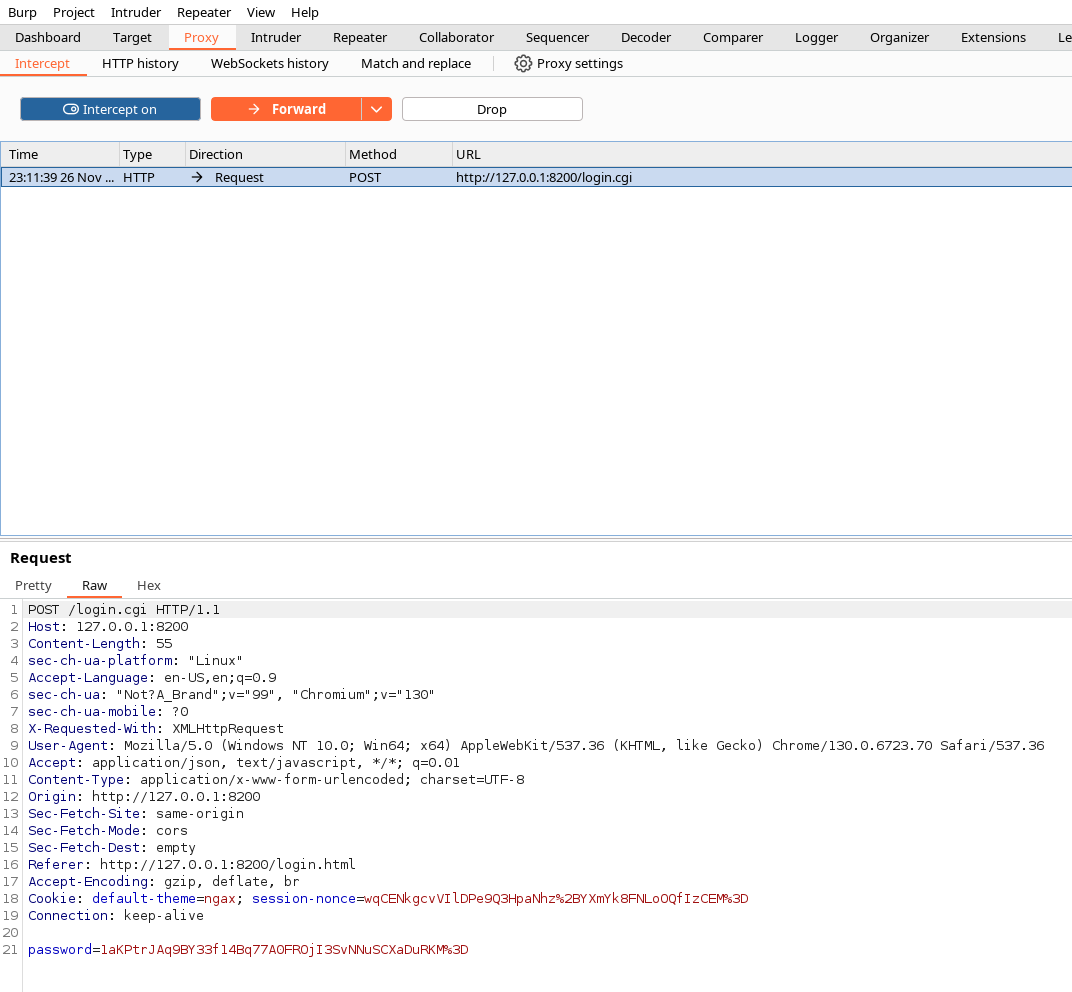 Burp Project Intruder Repeater View Help
Dashboard Target Proxy Intruder Repeater Collaborator Sequencer Decoder Comparer Logger Organizer Extensions Le
Intercept HTTP history WebSockets history Match and replace Proxy settings
Intercept on Forward Drop
Time Type Direction Method URL
23:11:39 26 Nov ... HTTP → Request POST http://127.0.0.1:8200/login.cgi
Request
Pretty Raw Hex
1 POST /login.cgi HTTP/1.1
2 Host: 127.0.0.1:8200
3 Content-Length: 55
4 sec-ch-ua-platform: "Linux"
5 Accept-Language: en-US,en;q=0.9
6 sec-ch-ua: "Not?A_Brand";v="99", "Chromium";v="130"
7 sec-ch-ua-mobile: ?0
8 X-Requested-With: XMLHttpRequest
9 User-Agent: Mozilla/5.0 (Windows NT 10.0; Win64; x64) AppleWebKit/537.36 (KHTML, like Gecko) Chrome/130.0.6723.70 Safari/537.36
10 Accept: application/json, text/javascript, */*; q=0.01
11 Content-Type: application/x-www-form-urlencoded; charset=UTF-8
12 Origin: http://127.0.0.1:8200
13 Sec-Fetch-Site: same-origin
14 Sec-Fetch-Mode: cors
15 Sec-Fetch-Dest: empty
16 Referer: http://127.0.0.1:8200/login.html
17 Accept-Encoding: gzip, deflate, br
18 Cookie: default-theme=ngax; session-nonce=wqCENkgcvVIlDPe9Q3HpaNhz%2BYXmYk8FNLoOQfIzCEM%3D
19 Connection: keep-alive
20
21 password=1aKPtrJAq9BY33f14Bq77A0FROjI3SvNNuSCXaDuRKM%3D